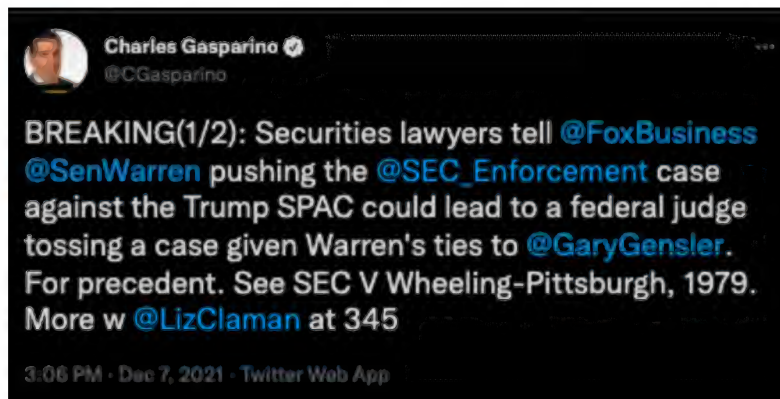 Charles Gasparino
@CGasparino
BREAKING(1/2): Securities lawyers tell @FoxBusiness
@SenWarren pushing the @SEC_Enforcement case
against the Trump SPAC could lead to a federal judge
tossing a case given Warren's ties to @GaryGensler.
For precedent. See SEC V Wheeling-Pittsburgh, 1979.
More w @LizClaman at 345
3:06 PM · Dec 7, 2021 · Twitter Web App